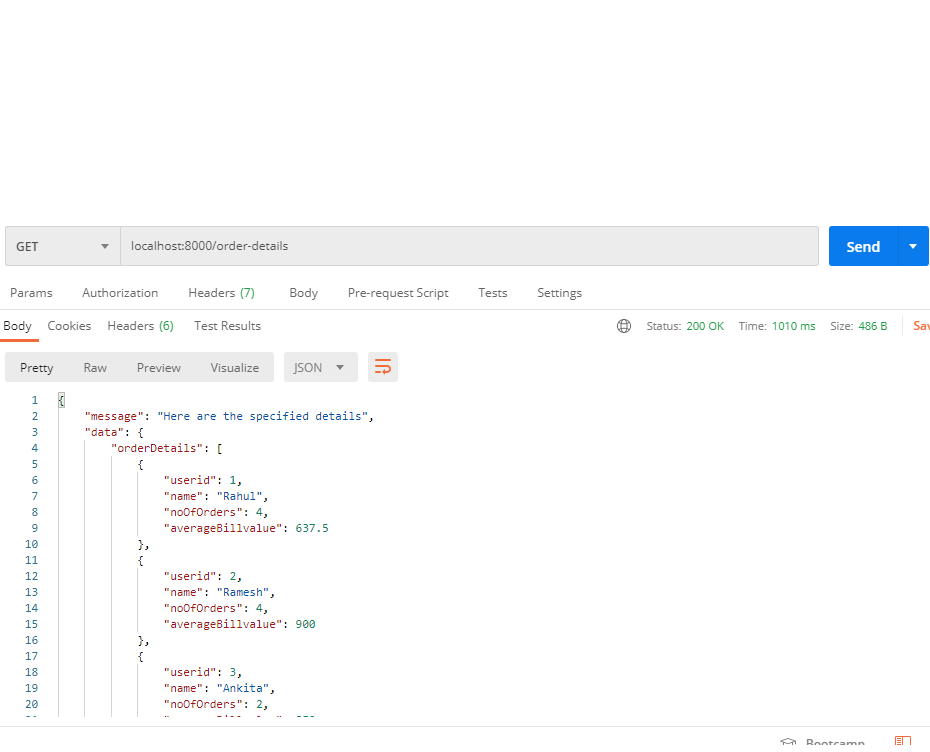 GET localhost:8000/order-details Send
Params Authorization Headers (7) Body Pre-request Script Tests Settings
Body Cookies Headers (6) Test Results Status: 200 OK Time: 1010 ms Size: 486 B
Pretty Raw Preview Visualize JSON
1 {
2 "message": "Here are the specified details",
3 "data": {
4 "orderDetails": [
5 {
6 "userid": 1,
7 "name": "Rahul",
8 "noOfOrders": 4,
9 "averageBillvalue": 637.5
10 },
11 {
12 "userid": 2,
13 "name": "Ramesh",
14 "noOfOrders": 4,
15 "averageBillvalue": 900
16 },
17 {
18 "userid": 3,
19 "name": "Ankita",
20 "noOfOrders": 2,
Bootcamp